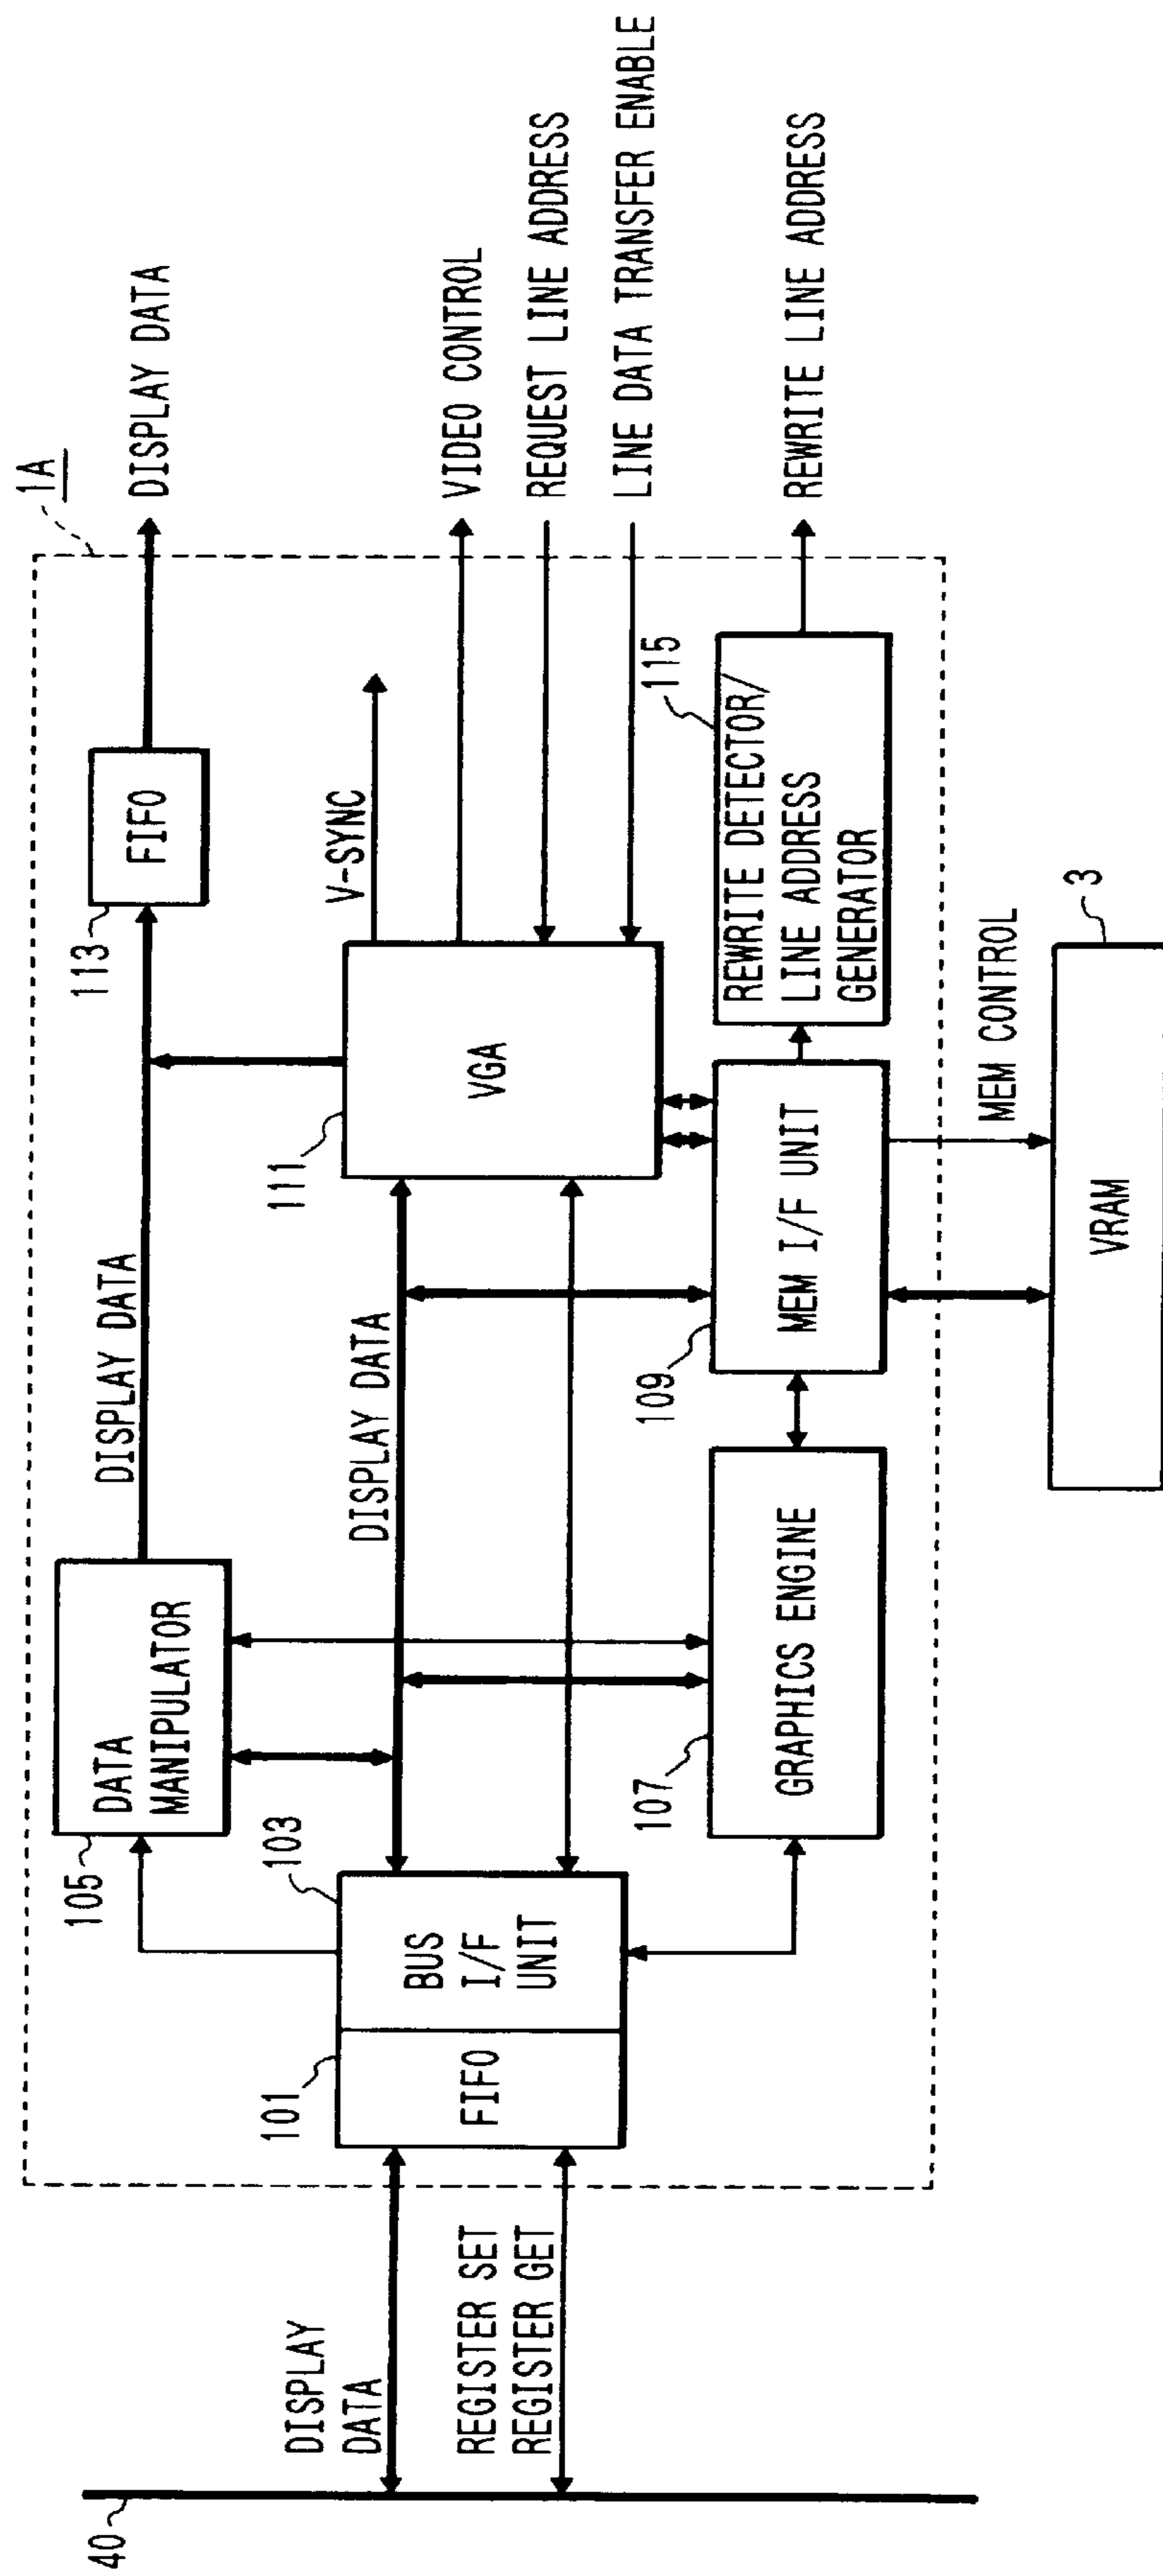 1A
DISPLAY DATA
FIFO
113
DISPLAY DATA
DATA
MANIPULATOR
105
V-SYNC
VIDEO CONTROL
REQUEST LINE ADDRESS
LINE DATA TRANSFER ENABLE
VGA
111
DISPLAY DATA
103
BUS
I/F
UNIT
101
FIFO
DISPLAY
DATA
REGISTER SET
REGISTER GET
40
107
GRAPHICS ENGINE
109
MEM I/F UNIT
115
REWRITE DETECTOR/
LINE ADDRESS
GENERATOR
REWRITE LINE ADDRESS
MEM CONTROL
3
VRAM